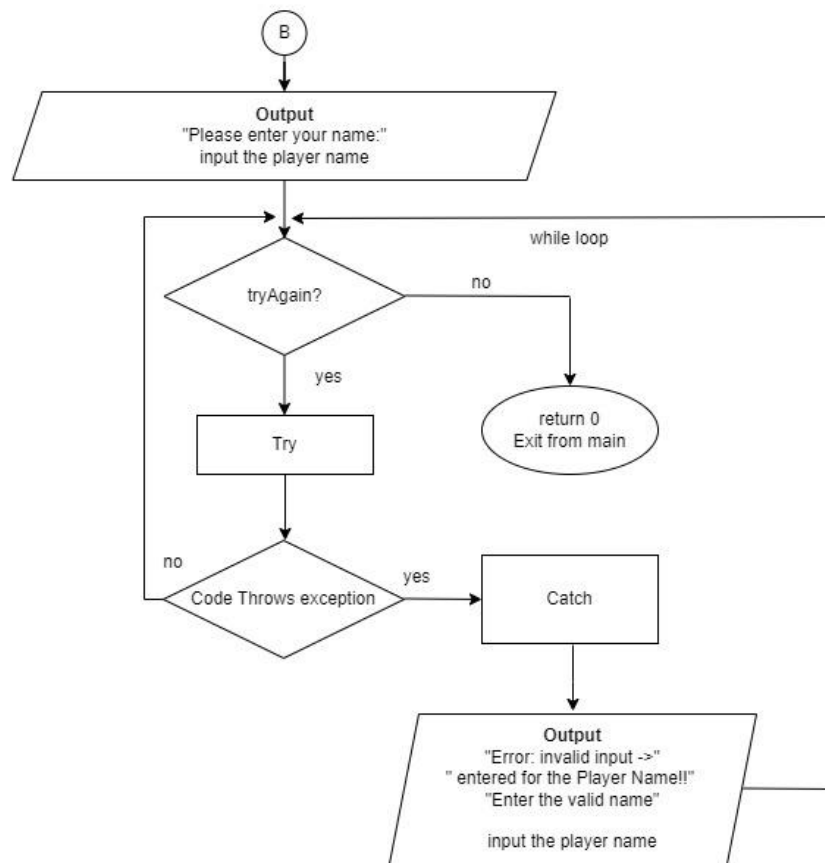 B
Output
"Please enter your name:"
input the player name
while loop
tryAgain?
no
yes
return 0
Exit from main
Try
no
yes
Code Throws exception
Catch
Output
"Error: invalid input ->"
" entered for the Player Name!!"
"Enter the valid name"
input the player name